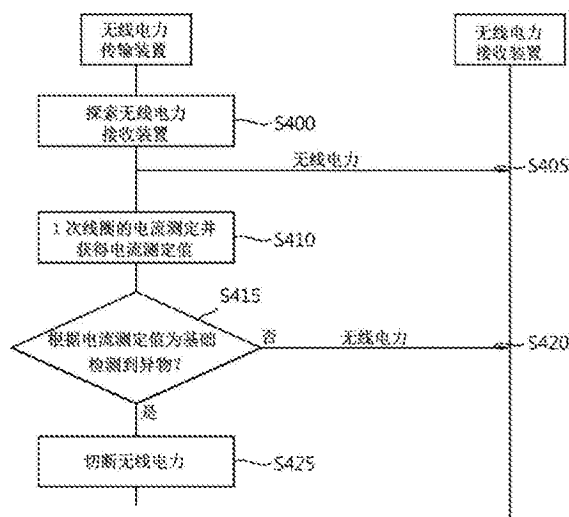 无线电力
传输装置
无线电力
接收装置
探索无线电力
接收装置
S400
无线电力
S405
1次线圈的电流测定并
获得电流测定值
S410
S415
根据电流测定值为基础
检测到异物?
否
无线电力
S420
是
切断无线电力
S425